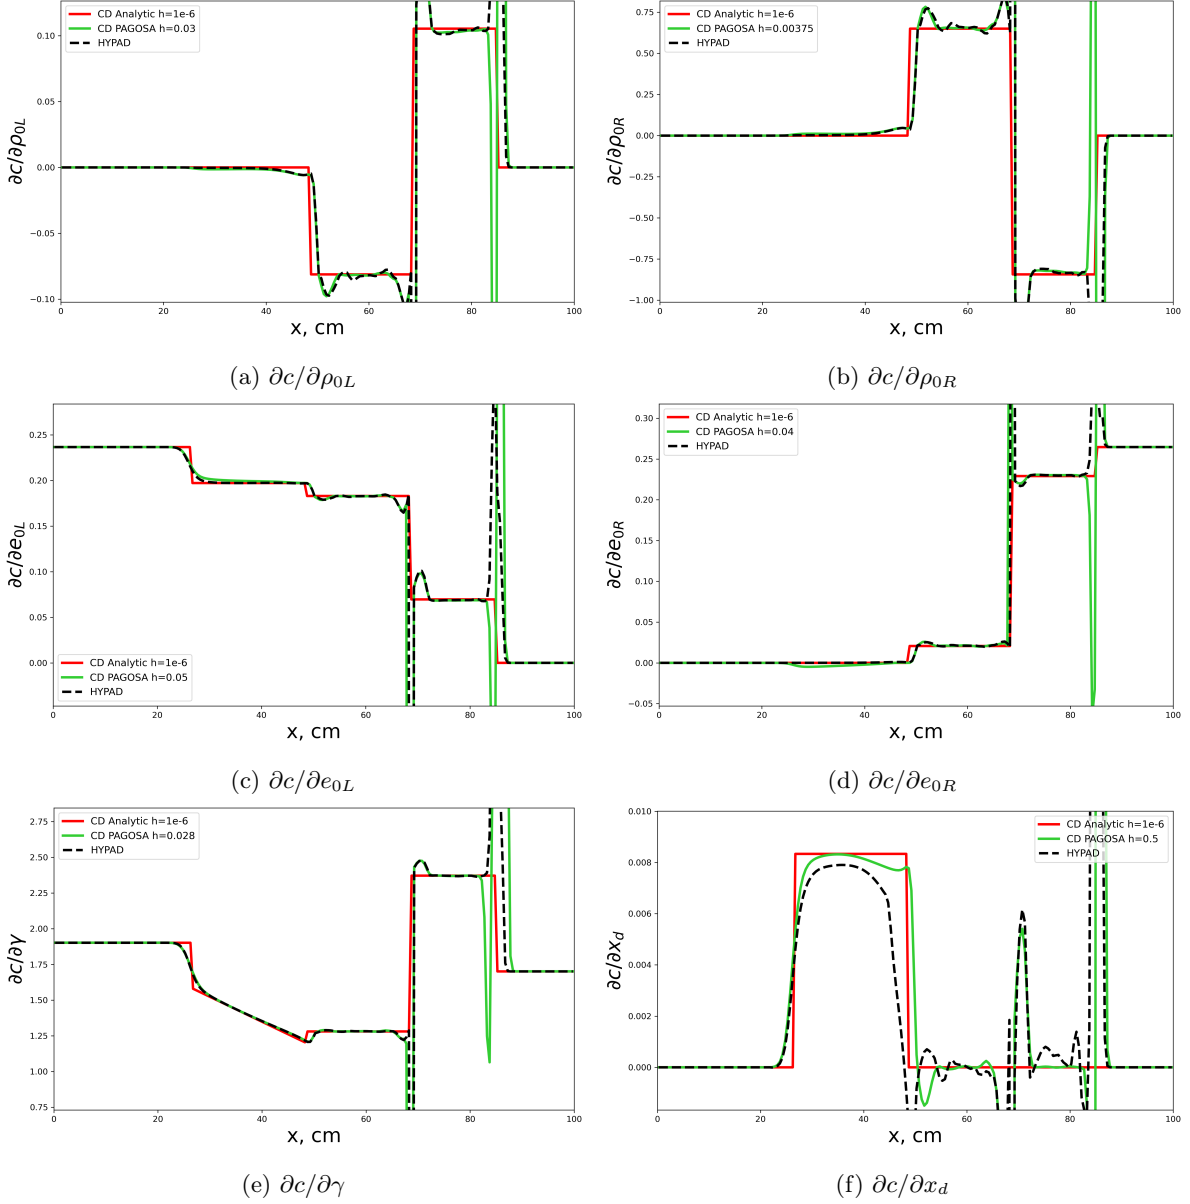 CD Analytic h=1e-6
CD PAGOSA h=0.03
HYPAD
0.10
0.05
0.00
−0.05
−0.10
∂c/∂ρ0L
0 20 40 60 80 100
x, cm
(a) ∂c/∂ρ0L
CD Analytic h=1e-6
CD PAGOSA h=0.00375
HYPAD
0.75
0.50
0.25
0.00
−0.25
−0.50
−0.75
−1.00
∂c/∂ρ0R
0 20 40 60 80 100
x, cm
(b) ∂c/∂ρ0R
0.25
0.20
0.15
0.10
0.05
0.00
∂c/∂e0L
CD Analytic h=1e-6
CD PAGOSA h=0.05
HYPAD
0 20 40 60 80 100
x, cm
(c) ∂c/∂e0L
CD Analytic h=1e-6
CD PAGOSA h=0.04
HYPAD
0.30
0.25
0.20
0.15
0.10
0.05
0.00
−0.05
∂c/∂e0R
0 20 40 60 80 100
x, cm
(d) ∂c/∂e0R
CD Analytic h=1e-6
CD PAGOSA h=0.028
HYPAD
2.75
2.50
2.25
2.00
1.75
1.50
1.25
1.00
0.75
∂c/∂γ
0 20 40 60 80 100
x, cm
(e) ∂c/∂γ
CD Analytic h=1e-6
CD PAGOSA h=0.5
HYPAD
0.010
0.008
0.006
0.004
0.002
0.000
∂c/∂xd
0 20 40 60 80 100
x, cm
(f) ∂c/∂xd